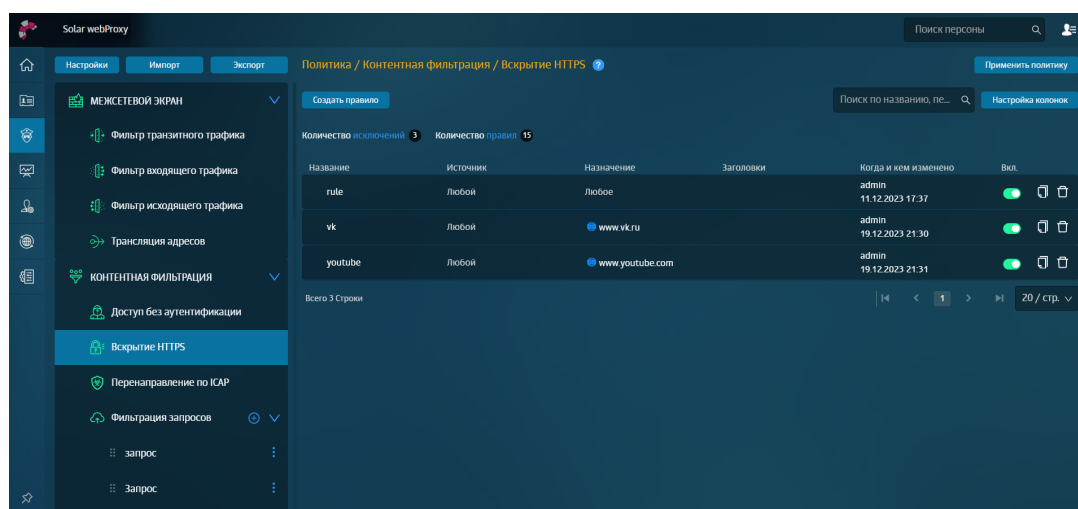 Solar webProxy
Поиск персоны
Настройки Импорт Экспорт
Политика / Контентная фильтрация / Вскрытие HTTPS ?
Применить политику
МЕЖСЕТЕВОЙ ЭКРАН
Создать правило
Поиск по названию, пе...
Настройка колонок
Фильтр транзитного трафика
Количество исключений 3 Количество правил 15
Название Источник Назначение Заголовки Когда и кем изменено Вкл.
Фильтр входящего трафика
rule Любой Любое admin
11.12.2023 17:37
Фильтр исходящего трафика
vk Любой www.vk.ru admin
19.12.2023 21:30
Трансляция адресов
youtube Любой www.youtube.com admin
19.12.2023 21:31
КОНТЕНТНАЯ ФИЛЬТРАЦИЯ
Всего 3 Строки
1 20 / стр.
Доступ без аутентификации
Вскрытие HTTPS
Перенаправление по ICAP
Фильтрация запросов
запрос
Запрос